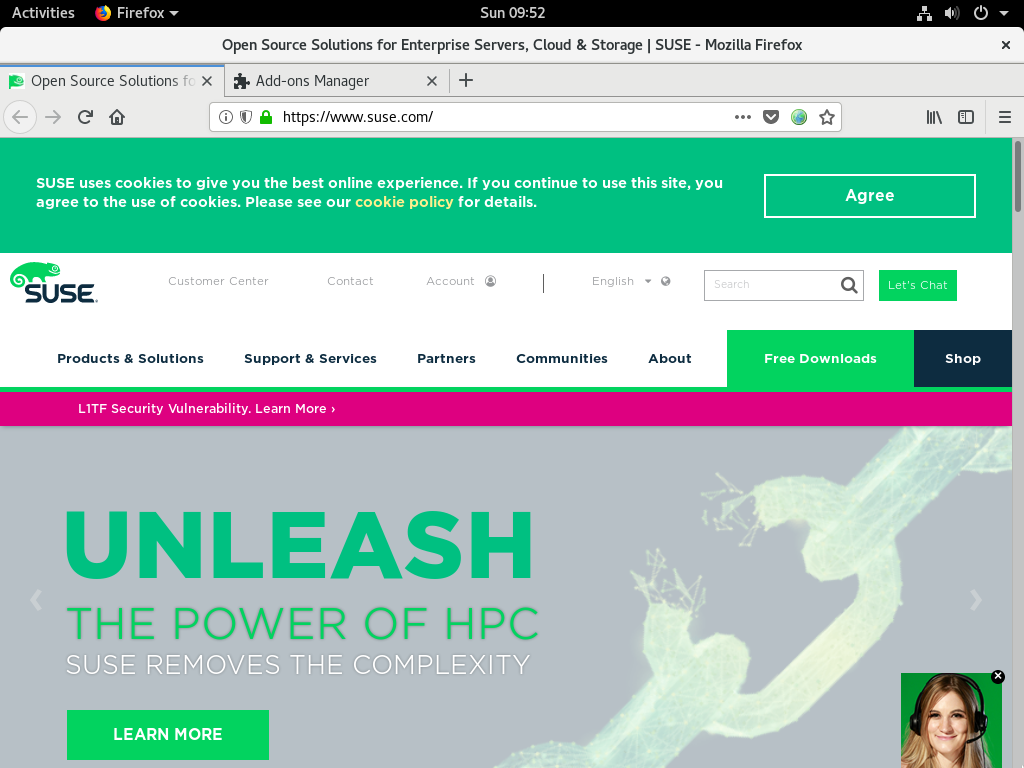 Activities Firefox Sun 09:52
Open Source Solutions for Enterprise Servers, Cloud & Storage | SUSE - Mozilla Firefox
Open Source Solutions fo Add-ons Manager
https://www.suse.com/
SUSE uses cookies to give you the best online experience. If you continue to use this site, you
agree to the use of cookies. Please see our cookie policy for details.
Agree
SUSE
Customer Center Contact Account English Search Let's Chat
Products & Solutions Support & Services Partners Communities About Free Downloads Shop
L1TF Security Vulnerability. Learn More ›
UNLEASH
THE POWER OF HPC
SUSE REMOVES THE COMPLEXITY
LEARN MORE